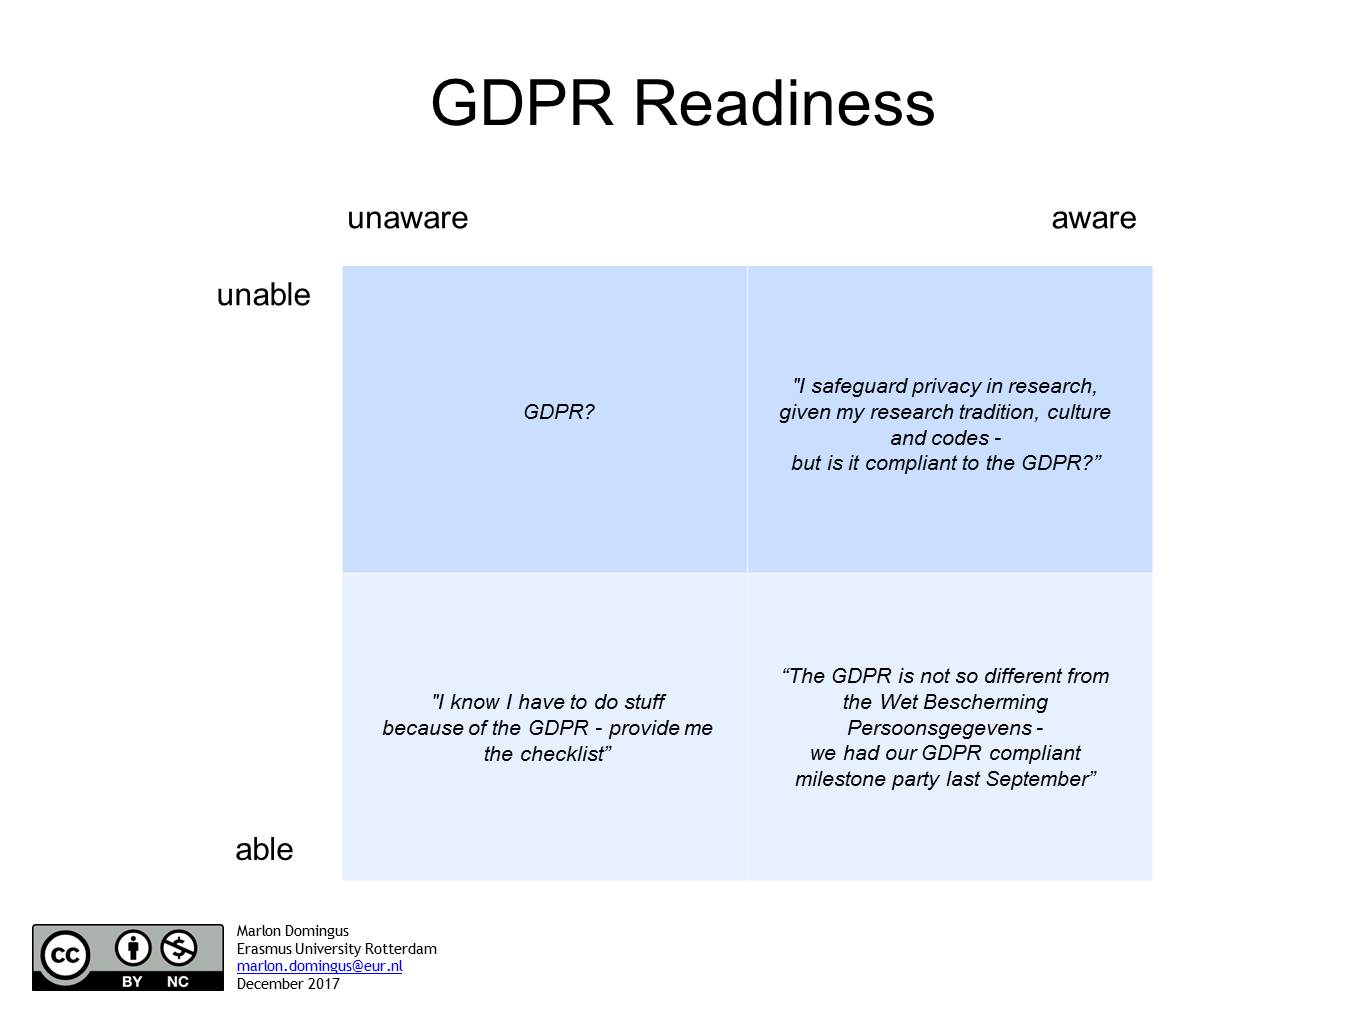 GDPR Readiness
unaware
aware
unable
GDPR?
"I safeguard privacy in research,
given my research tradition, culture
and codes -
but is it compliant to the GDPR?”
"I know I have to do stuff
because of the GDPR - provide me
the checklist”
“The GDPR is not so different from
the Wet Bescherming
Persoonsgegevens -
we had our GDPR compliant
milestone party last September”
able
cc
BY NC
Marlon Domingus
Erasmus University Rotterdam
marlon.domingus@eur.nl
December 2017